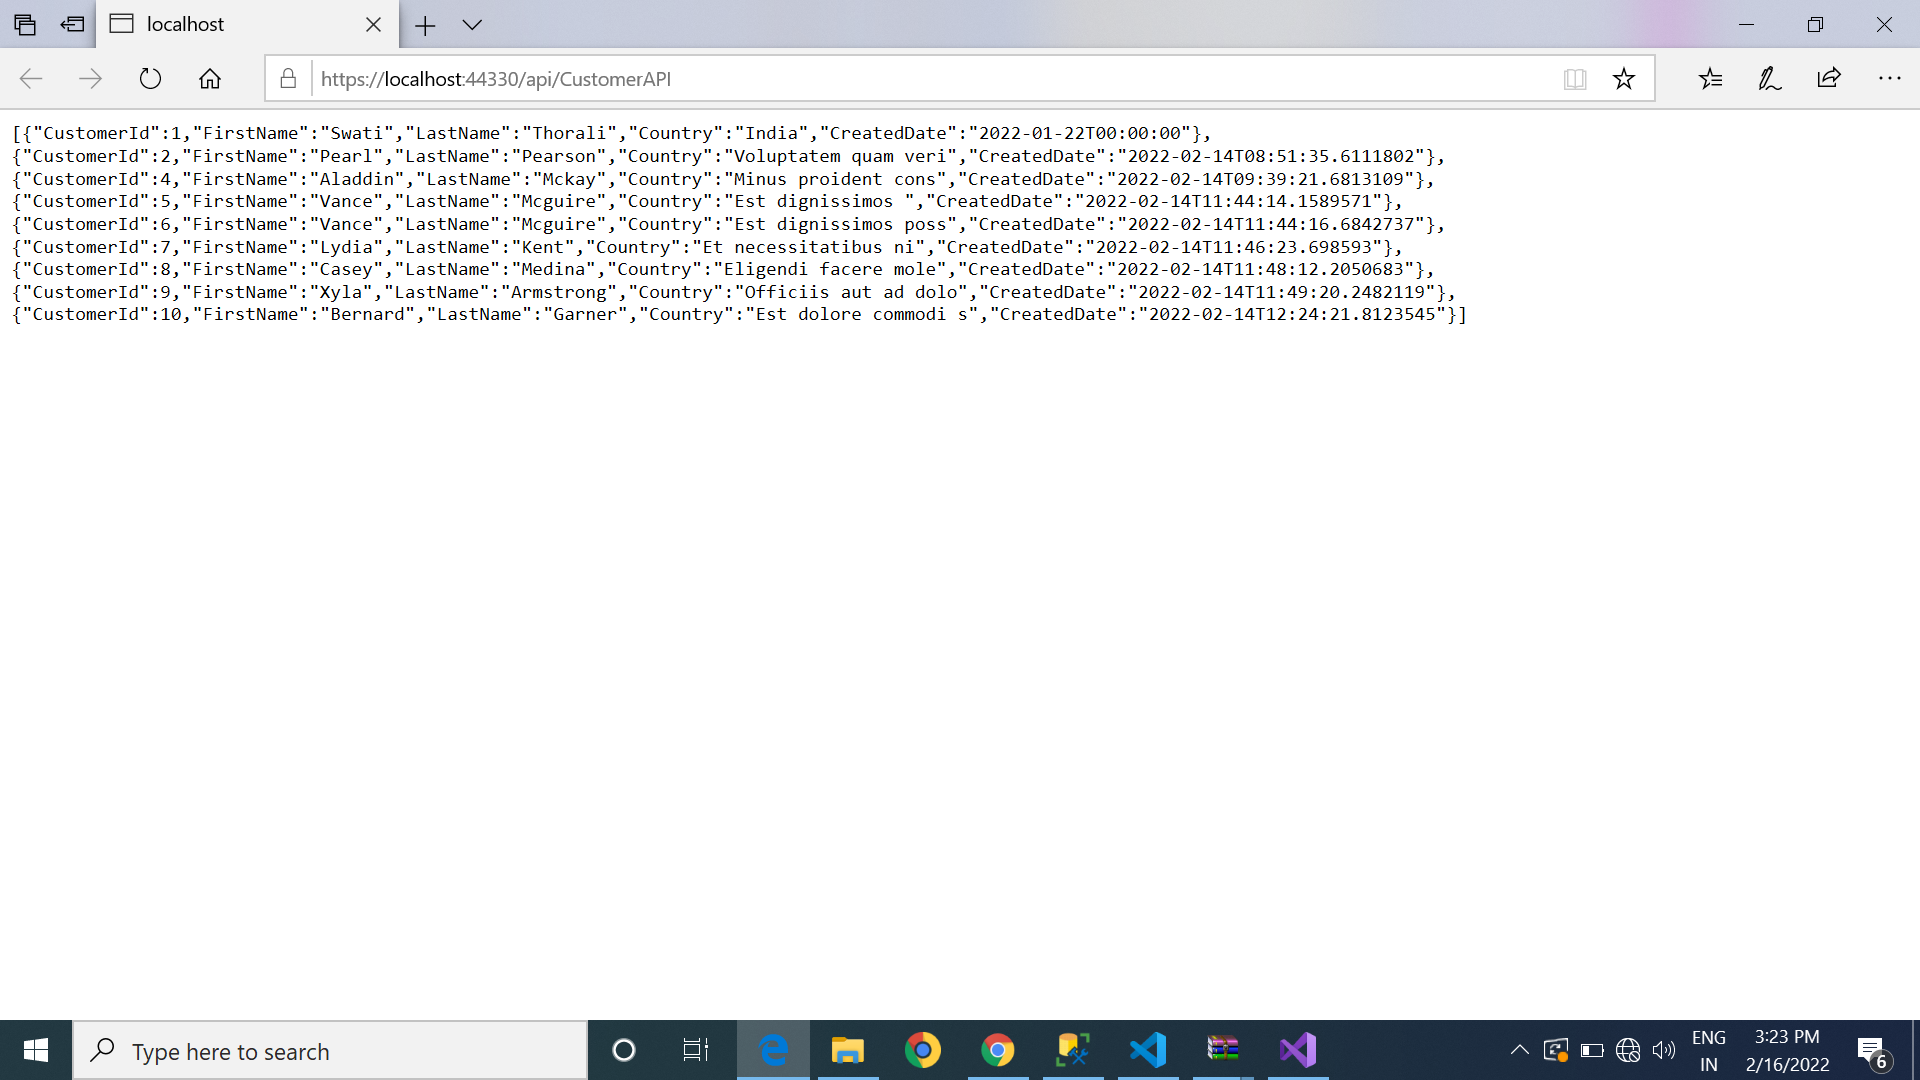 localhost
https://localhost:44330/api/CustomerAPI
[{"CustomerId":1,"FirstName":"Swati","LastName":"Thorali","Country":"India","CreatedDate":"2022-01-22T00:00:00"},
{"CustomerId":2,"FirstName":"Pearl","LastName":"Pearson","Country":"Voluptatem quam veri","CreatedDate":"2022-02-14T08:51:35.6111802"},
{"CustomerId":4,"FirstName":"Aladdin","LastName":"Mckay","Country":"Minus proident cons","CreatedDate":"2022-02-14T09:39:21.6813109"},
{"CustomerId":5,"FirstName":"Vance","LastName":"Mcguire","Country":"Est dignissimos ","CreatedDate":"2022-02-14T11:44:14.1589571"},
{"CustomerId":6,"FirstName":"Vance","LastName":"Mcguire","Country":"Est dignissimos poss","CreatedDate":"2022-02-14T11:44:16.6842737"},
{"CustomerId":7,"FirstName":"Lydia","LastName":"Kent","Country":"Et necessitatibus ni","CreatedDate":"2022-02-14T11:46:23.698593"},
{"CustomerId":8,"FirstName":"Casey","LastName":"Medina","Country":"Eligendi facere mole","CreatedDate":"2022-02-14T11:48:12.2050683"},
{"CustomerId":9,"FirstName":"Xyla","LastName":"Armstrong","Country":"Officiis aut ad dolo","CreatedDate":"2022-02-14T11:49:20.2482119"},
{"CustomerId":10,"FirstName":"Bernard","LastName":"Garner","Country":"Est dolore commodi s","CreatedDate":"2022-02-14T12:24:21.8123545"}]
Type here to search
ENG
IN
3:23 PM
2/16/2022
6